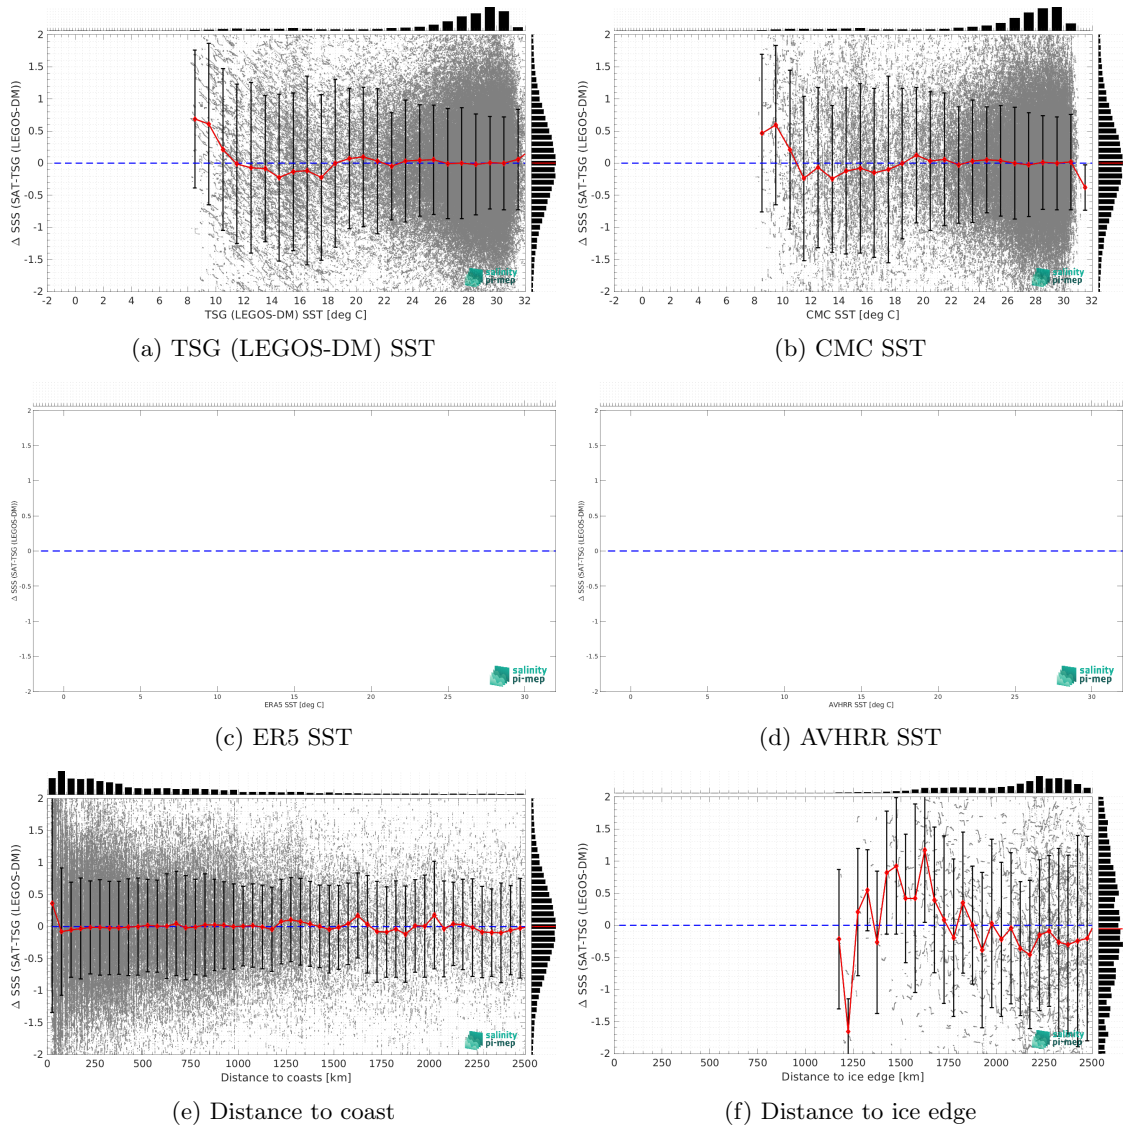 2
1.5
1
0.5
0
-0.5
-1
-1.5
-2
Δ SSS (SAT-TSG (LEGOS-DM))
salinity
pi-mep
-2 0 2 4 6 8 10 12 14 16 18 20 22 24 26 28 30 32
TSG (LEGOS-DM) SST [deg C]
(a) TSG (LEGOS-DM) SST
2
1.5
1
0.5
0
-0.5
-1
-1.5
-2
Δ SSS (SAT-TSG (LEGOS-DM))
salinity
pi-mep
-2 0 2 4 6 8 10 12 14 16 18 20 22 24 26 28 30 32
CMC SST [deg C]
(b) CMC SST
2
1.5
1
0.5
0
-0.5
-1
-1.5
-2
Δ SSS (SAT-TSG (LEGOS-DM))
salinity
pi-mep
0 5 10 15 20 25 30
ERA5 SST [deg C]
(c) ER5 SST
2
1.5
1
0.5
0
-0.5
-1
-1.5
-2
Δ SSS (SAT-TSG (LEGOS-DM))
salinity
pi-mep
0 5 10 15 20 25 30
AVHRR SST [deg C]
(d) AVHRR SST
2
1.5
1
0.5
0
-0.5
-1
-1.5
-2
Δ SSS (SAT-TSG (LEGOS-DM))
salinity
pi-mep
0 250 500 750 1000 1250 1500 1750 2000 2250 2500
Distance to coasts [km]
(e) Distance to coast
2
1.5
1
0.5
0
-0.5
-1
-1.5
-2
Δ SSS (SAT-TSG (LEGOS-DM))
salinity
pi-mep
0 250 500 750 1000 1250 1500 1750 2000 2250 2500
Distance to ice edge [km]
(f) Distance to ice edge